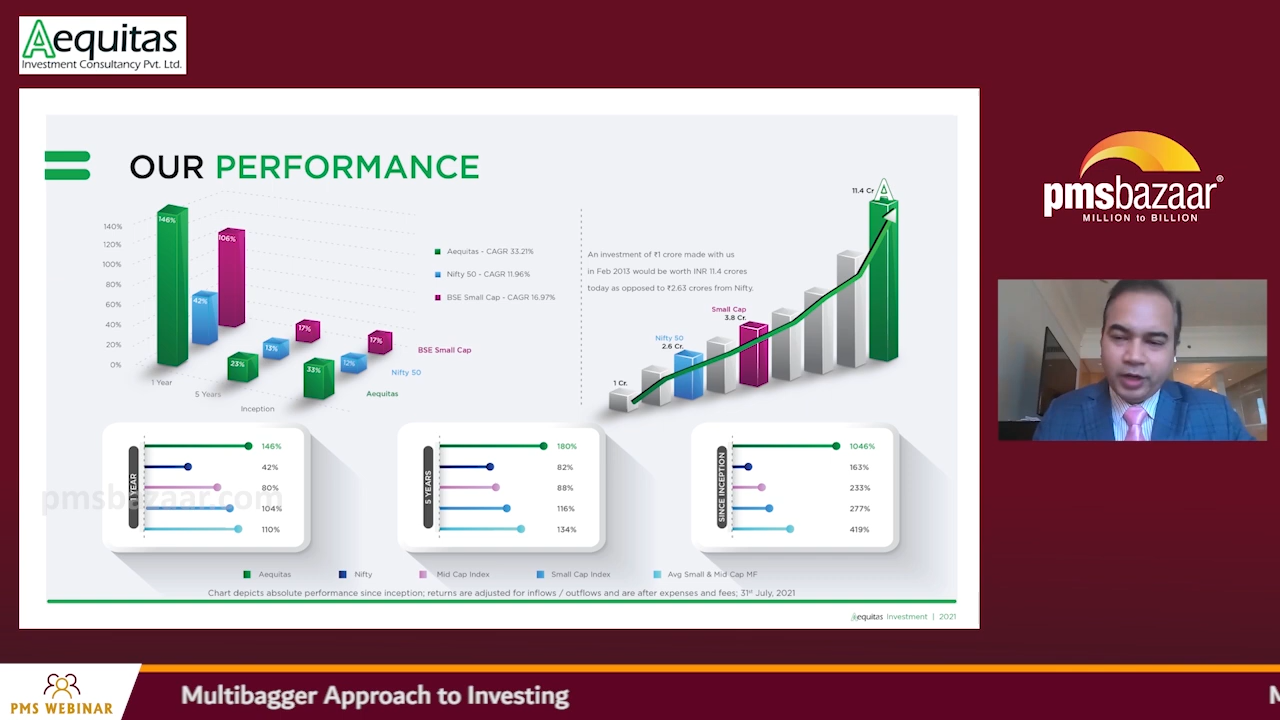 Aequitas
Investment Consultancy Pvt. Ltd.
OUR PERFORMANCE
140%
120%
100%
80%
60%
40%
20%
0%
146%
42%
106%
23%
13%
17%
33%
12%
17%
1 Year
5 Years
Inception
BSE Small Cap
Nifty 50
Aequitas
Aequitas - CAGR 33.21%
Nifty 50 - CAGR 11.96%
BSE Small Cap - CAGR 16.97%
An investment of ₹1 crore made with us
in Feb 2013 would be worth INR 11.4 crores
today as opposed to ₹2.63 crores from Nifty.
1 Cr.
Nifty 50
2.6 Cr.
Small Cap
3.8 Cr.
11.4 Cr
1 YEAR
146%
42%
80%
104%
110%
5 YEARS
180%
82%
88%
116%
134%
SINCE INCEPTION
1046%
163%
233%
277%
419%
pmsbazaar.com
Aequitas Nifty Mid Cap Index Small Cap Index Avg Small & Mid Cap MF
Chart depicts absolute performance since inception; returns are adjusted for inflows / outflows and are after expenses and fees; 31st July, 2021
Aequitas Investment | 2021
pmsbazaar®
MILLION to BILLION
PMS WEBINAR
Multibagger Approach to Investing